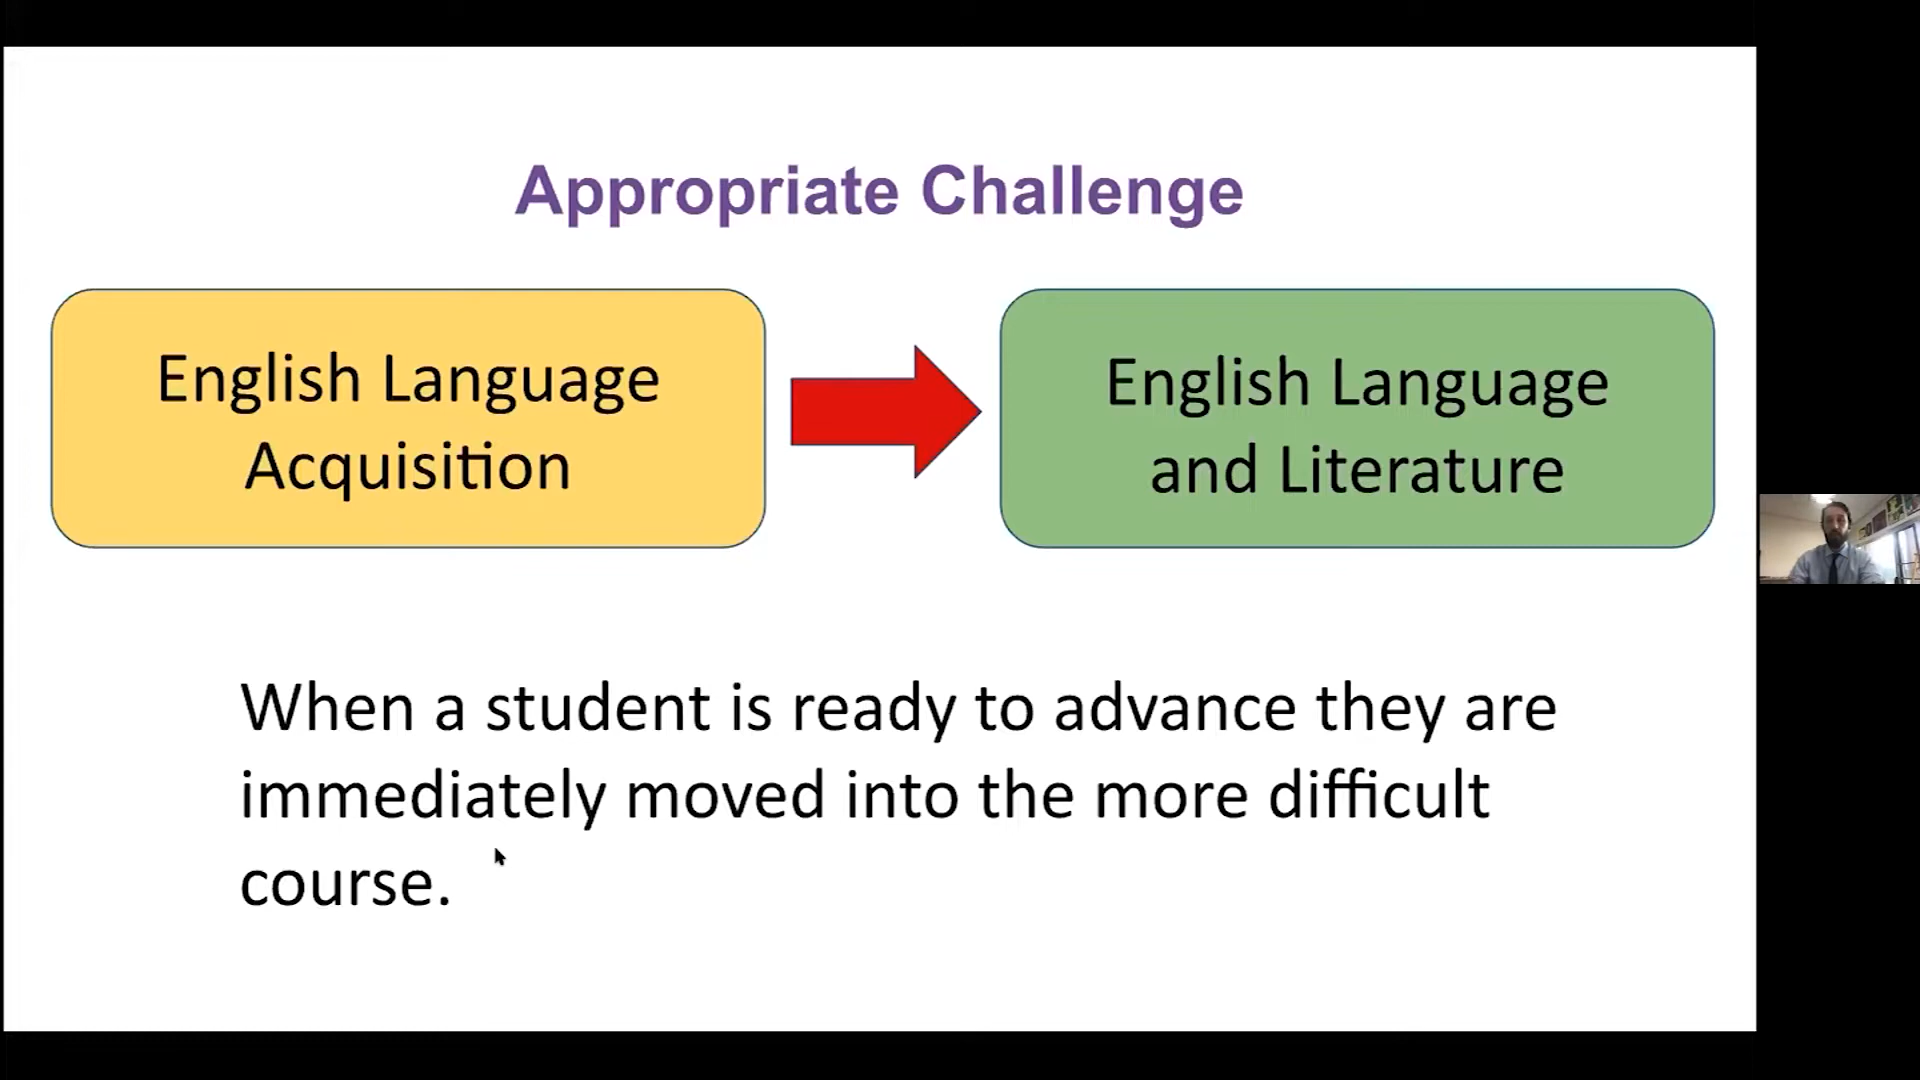 Appropriate Challenge
English Language
Acquisition
English Language
and Literature
When a student is ready to advance they are
immediately moved into the more difficult
course.